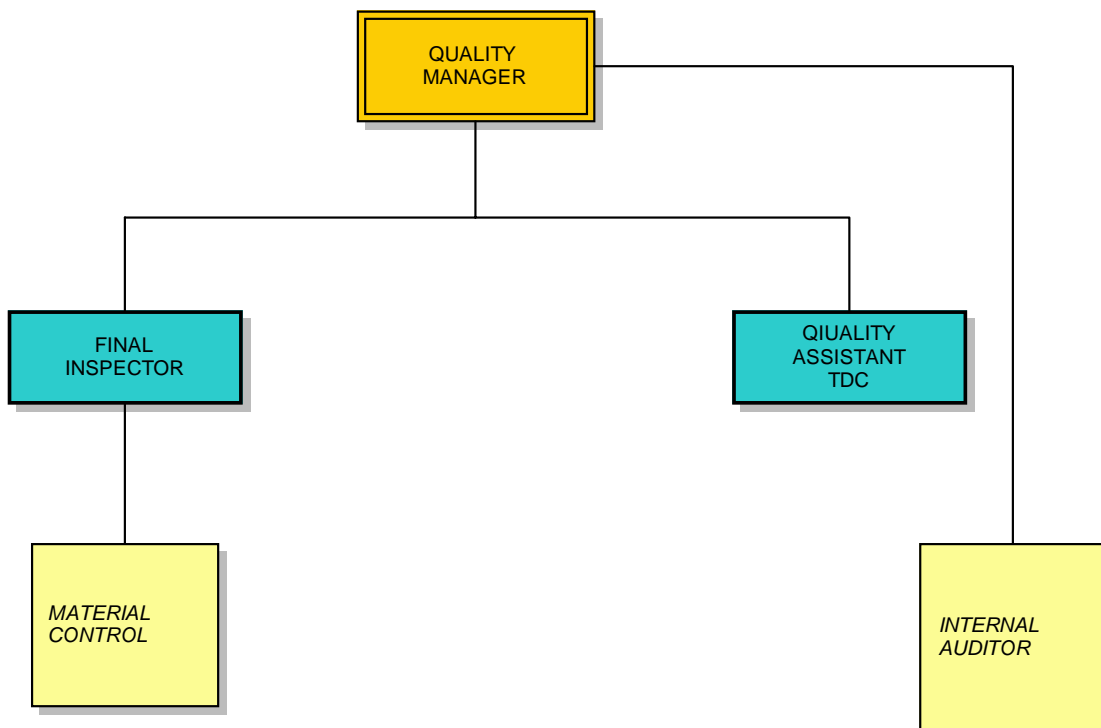 QUALITY
MANAGER
FINAL
INSPECTOR
QIUALITY
ASSISTANT
TDC
MATERIAL
CONTROL
INTERNAL
AUDITOR